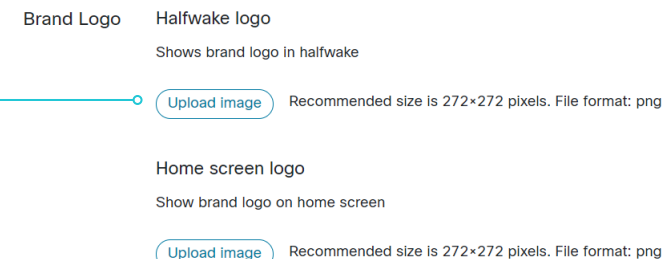 Brand Logo
Halfwake logo
Shows brand logo in halfwake
Upload image
Recommended size is 272×272 pixels. File format: png
Home screen logo
Show brand logo on home screen
Upload image
Recommended size is 272×272 pixels. File format: png